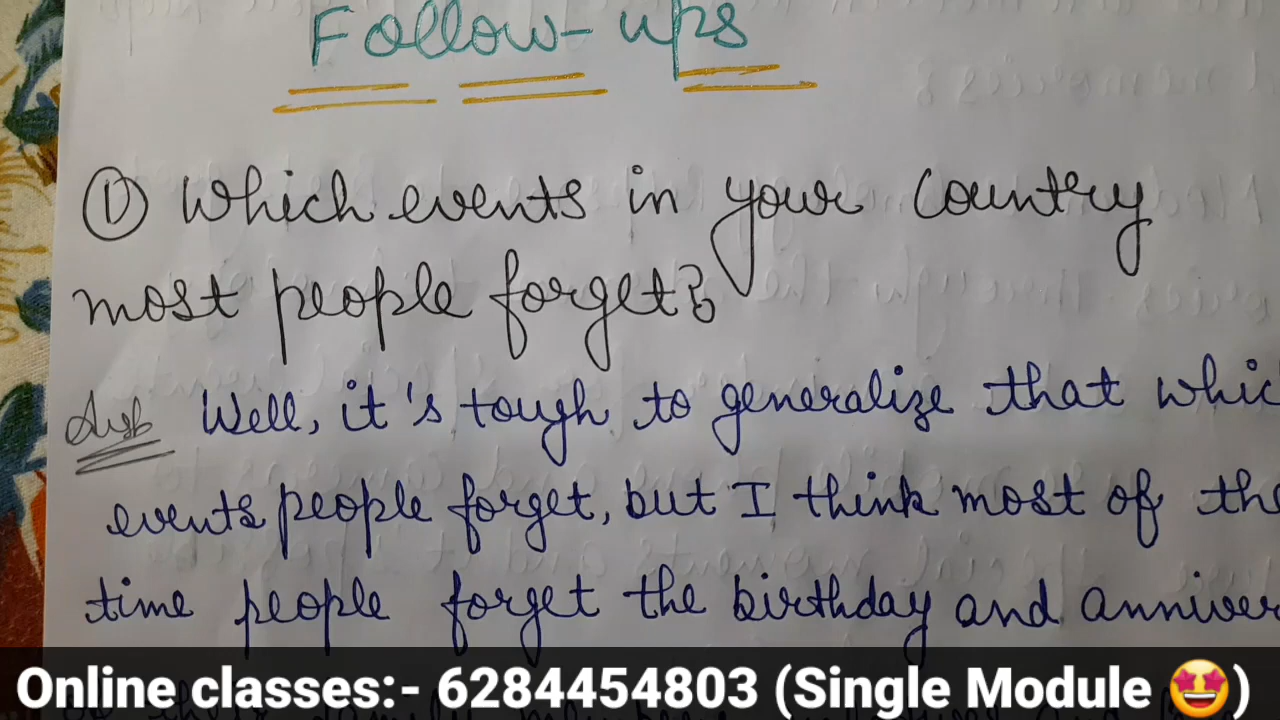 Follow-ups
① Which events in your country
most people forget?
Ans Well, it's tough to generalize that whic
events people forget, but I think most of the
time people forget the birthday and anniver
Online classes:- 6284454803 (Single Module 🤩)